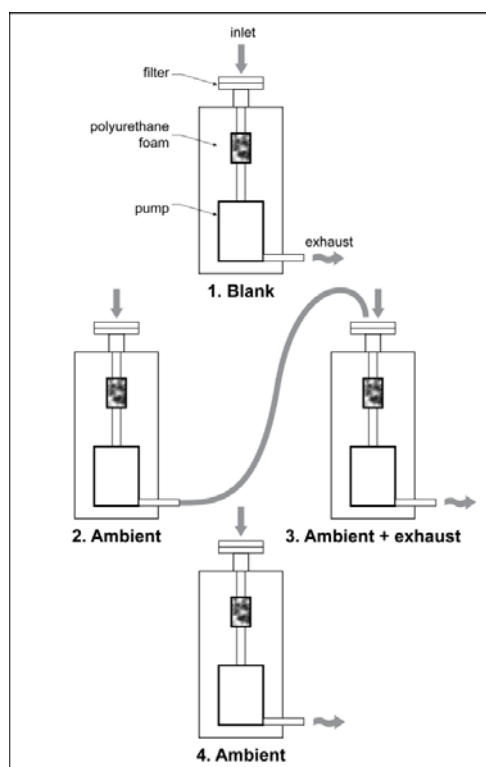 inlet
filter
polyurethane
foam
pump
exhaust
1. Blank
2. Ambient
3. Ambient + exhaust
4. Ambient